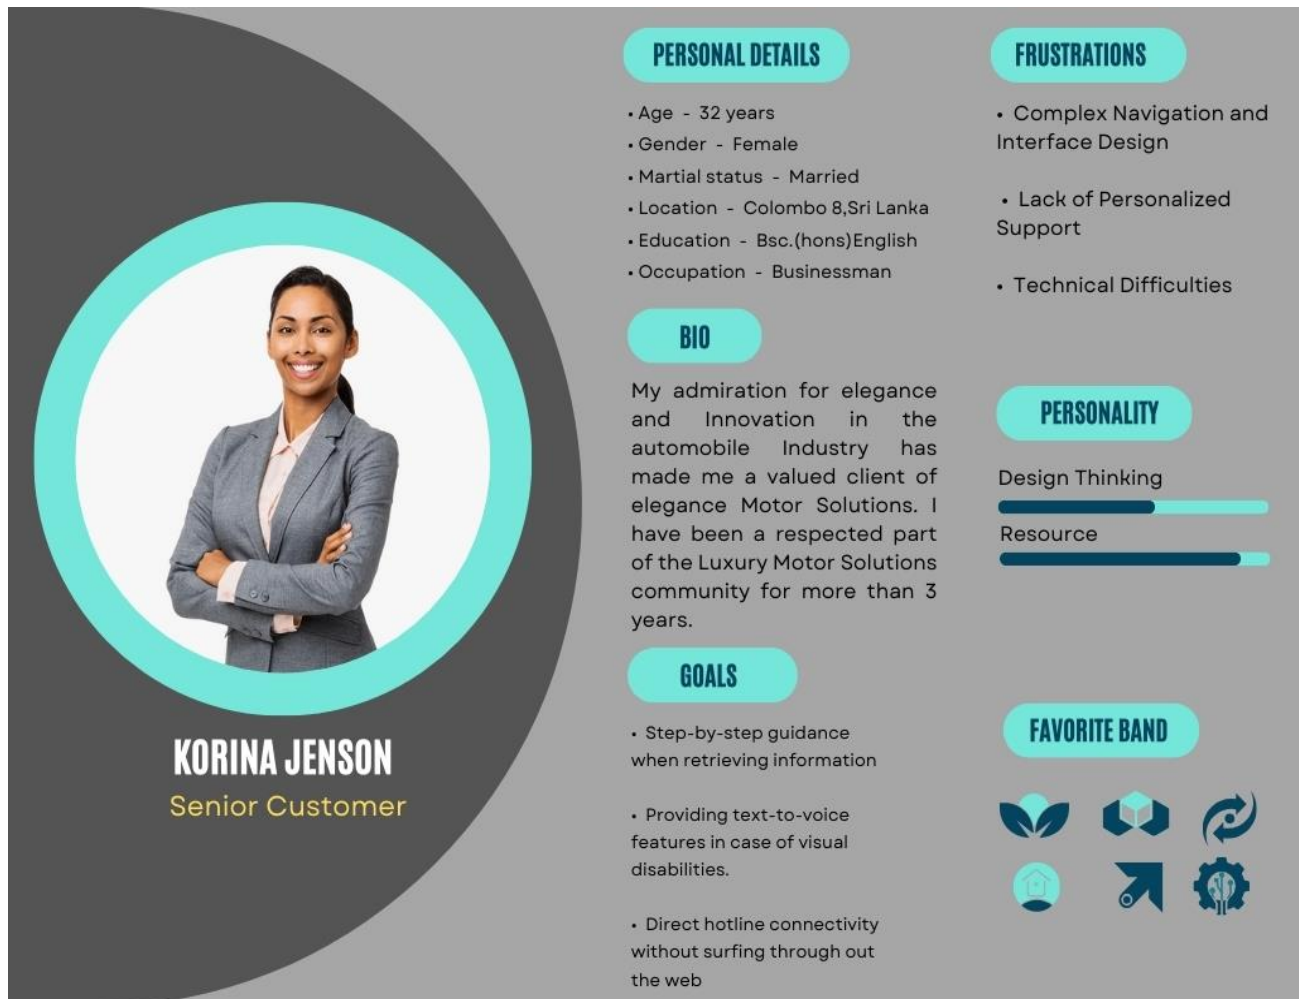 KORINA JENSON
Senior Customer
PERSONAL DETAILS
• Age - 32 years
• Gender - Female
• Martial status - Married
• Location - Colombo 8,Sri Lanka
• Education - Bsc.(hons)English
• Occupation - Businessman
BIO
My admiration for elegance
and Innovation in the
automobile Industry has
made me a valued client of
elegance Motor Solutions. I
have been a respected part
of the Luxury Motor Solutions
community for more than 3
years.
GOALS
• Step-by-step guidance
when retrieving information
• Providing text-to-voice
features in case of visual
disabilities.
• Direct hotline connectivity
without surfing through out
the web
FRUSTRATIONS
• Complex Navigation and
Interface Design
• Lack of Personalized
Support
• Technical Difficulties
PERSONALITY
Design Thinking
Resource
FAVORITE BAND